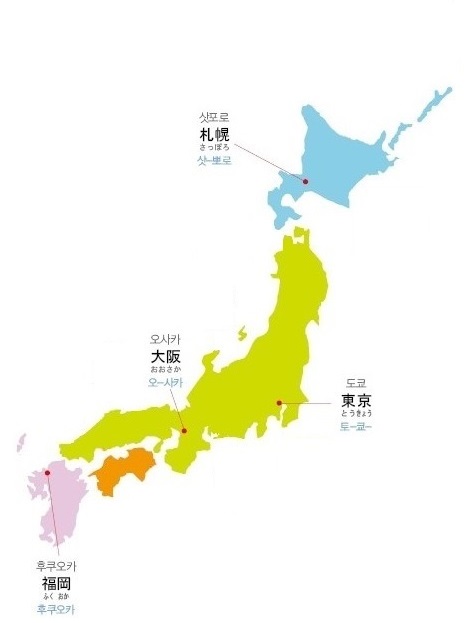 삿포로
札幌
さっぽろ
삿-뽀로
오사카
大阪
おおさか
오-사카
도쿄
東京
とうきょう
토-쿄-
후쿠오카
福岡
ふく おか
후쿠오카